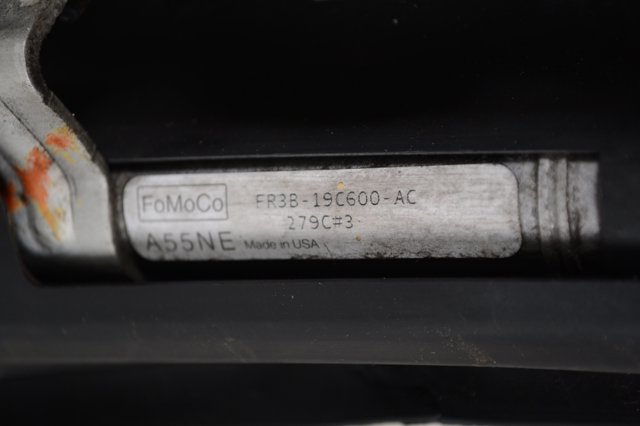 FoMoCo FR3B-19C600-AC
279C#3
A55NE Made in USA